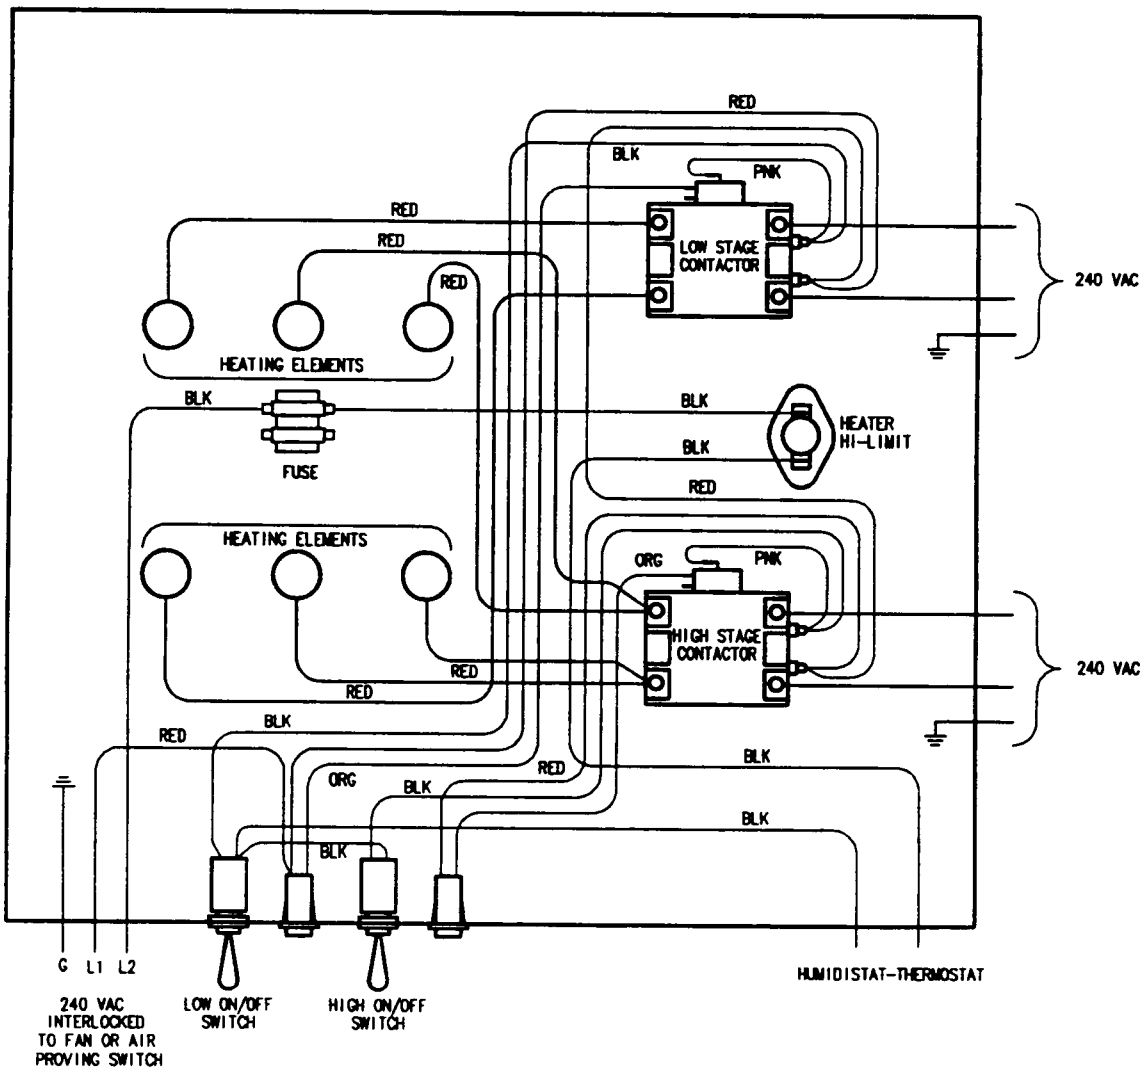 RED
BLK
PNK
RED
LOW STAGE
CONTACTOR
RED
RED
240 VAC
HEATING ELEMENTS
BLK
BLK
HEATER
HI-LIMIT
BLK
FUSE
RED
HEATING ELEMENTS
ORG
PNK
HIGH STAGE
CONTACTOR
240 VAC
RED
RED
BLK
RED
BLK
RED
ORG
BLK
BLK
BLK
G
L1
L2
HUMIDISTAT-THERMOSTAT
240 VAC
INTERLOCKED
TO FAN OR AIR
PROVING SWITCH
LOW ON/OFF
SWITCH
HIGH ON/OFF
SWITCH